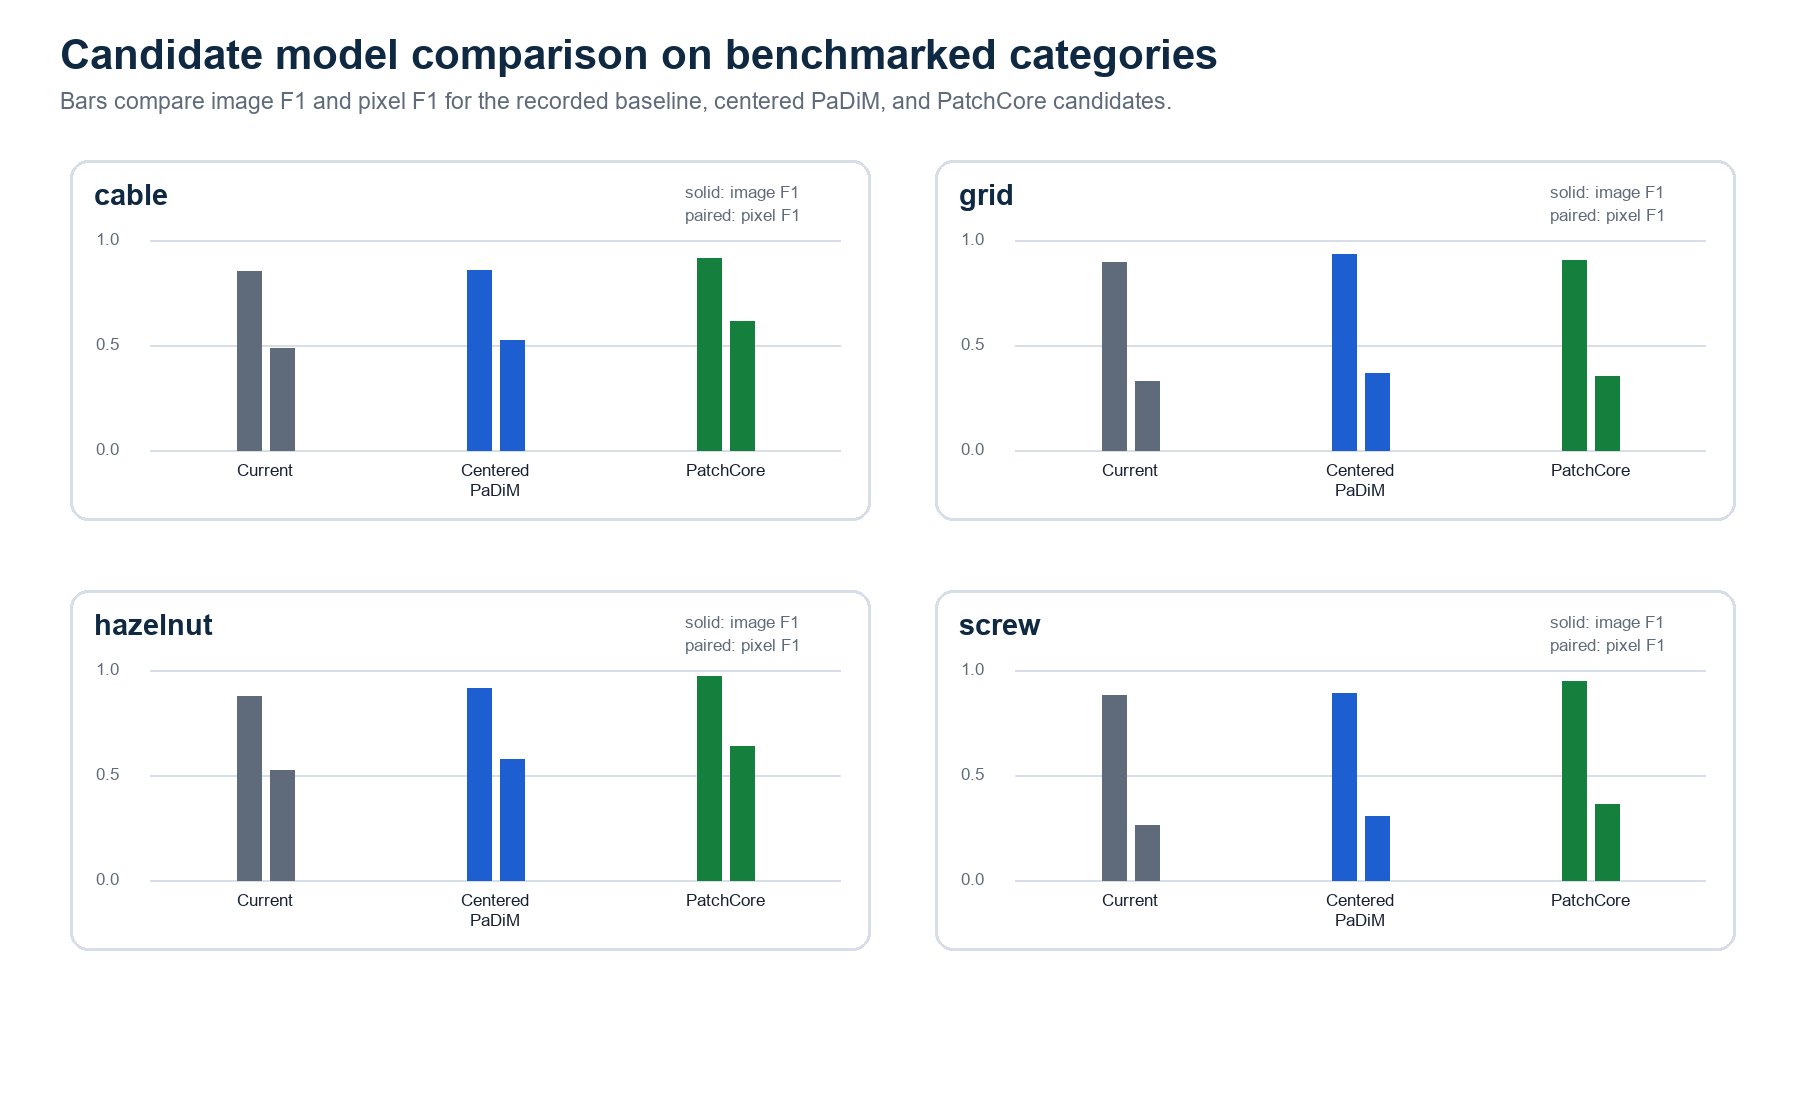 Candidate model comparison on benchmarked categories
Bars compare image F1 and pixel F1 for the recorded baseline, centered PaDiM, and PatchCore candidates.
cable
solid: image F1
paired: pixel F1
1.0
0.5
0.0
Current
Centered
PaDiM
PatchCore
grid
solid: image F1
paired: pixel F1
1.0
0.5
0.0
Current
Centered
PaDiM
PatchCore
hazelnut
solid: image F1
paired: pixel F1
1.0
0.5
0.0
Current
Centered
PaDiM
PatchCore
screw
solid: image F1
paired: pixel F1
1.0
0.5
0.0
Current
Centered
PaDiM
PatchCore